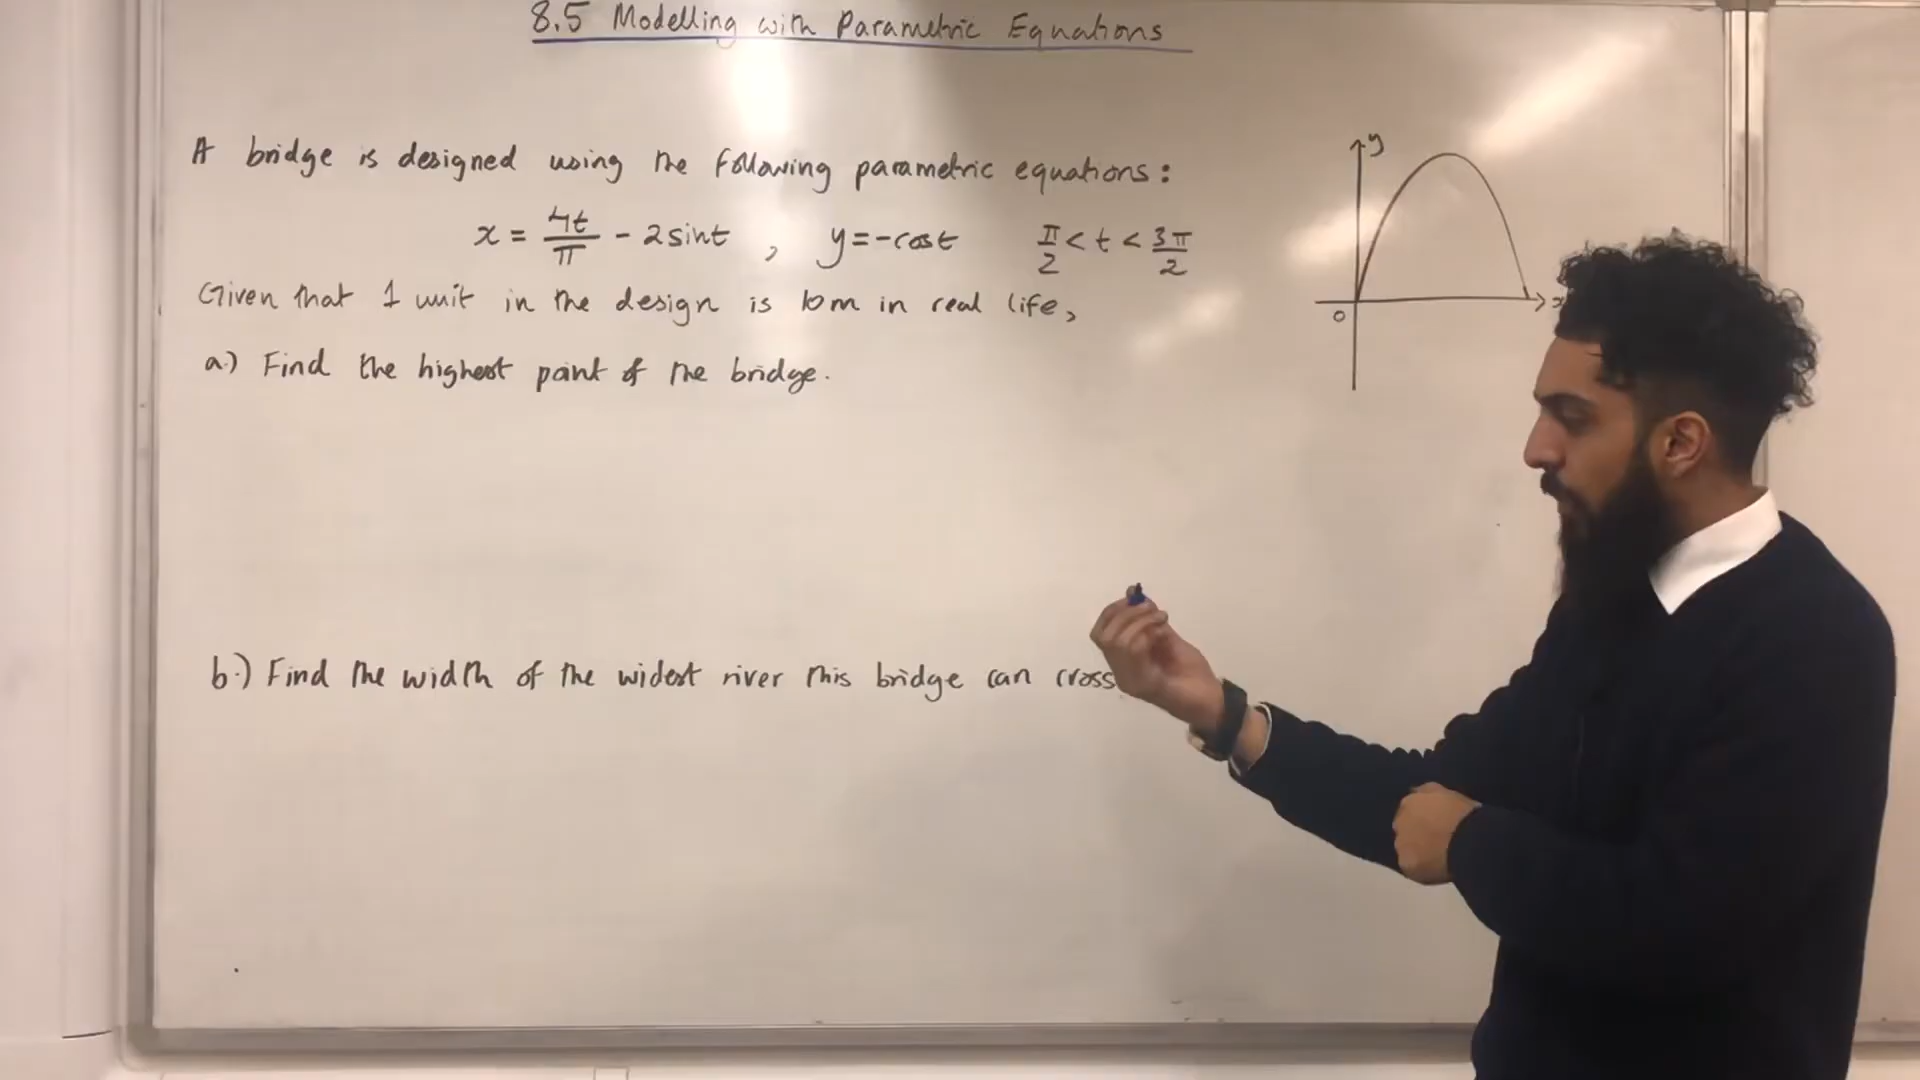 8.5 Modelling with Parametric Equations
A bridge is designed using the following parametric equations:
x = 4t/π - 2sint , y=-cost π/2 < t < 3π/2
Given that 1 unit in the design is 10m in real life,
a.) Find the highest point of the bridge.
b.) Find the width of the widest river this bridge can cross
y
0
x